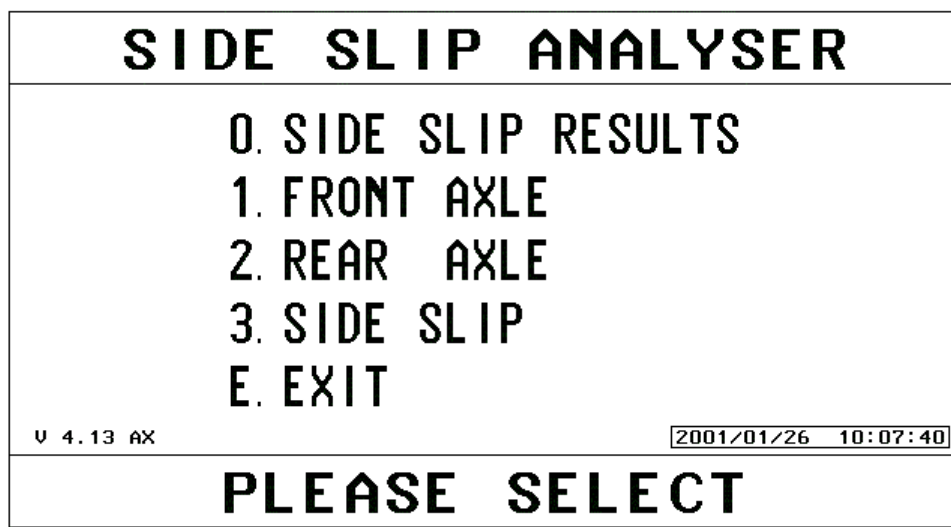 SIDE SLIP ANALYSER
0. SIDE SLIP RESULTS
1. FRONT AXLE
2. REAR AXLE
3. SIDE SLIP
E. EXIT
V 4.13 AX 2001/01/26 10:07:40
PLEASE SELECT